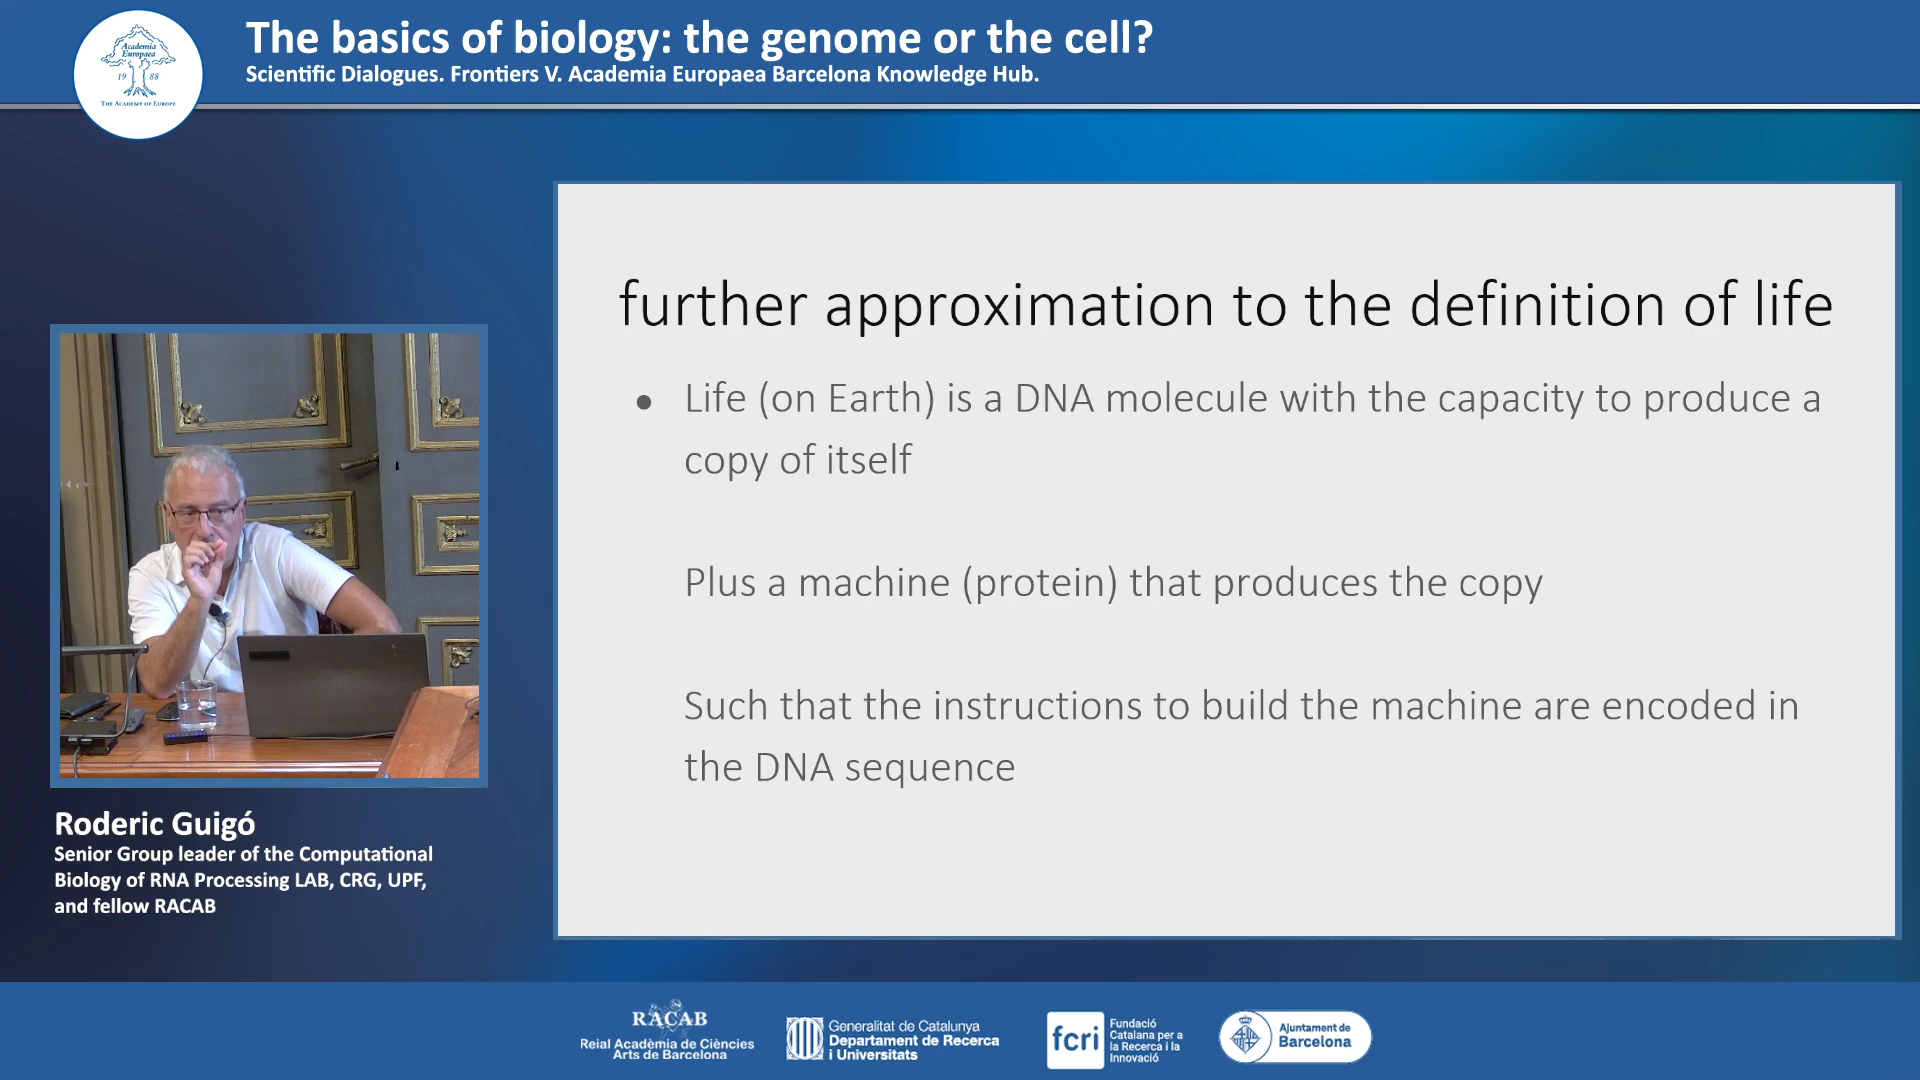 The basics of biology: the genome or the cell?
Scientific Dialogues. Frontiers V. Academia Europaea Barcelona Knowledge Hub.
Academia
Europaea
19 88
THE ACADEMY OF EUROPE
further approximation to the definition of life
● Life (on Earth) is a DNA molecule with the capacity to produce a
copy of itself
Plus a machine (protein) that produces the copy
Such that the instructions to build the machine are encoded in
the DNA sequence
Roderic Guigó
Senior Group leader of the Computational
Biology of RNA Processing LAB, CRG, UPF,
and fellow RACAB
RACAB
Reial Acadèmia de Ciències
Arts de Barcelona
Generalitat de Catalunya
Departament de Recerca
i Universitats
fcri
Fundació
Catalana per a
la Recerca i la
Innovació
Ajuntament de
Barcelona